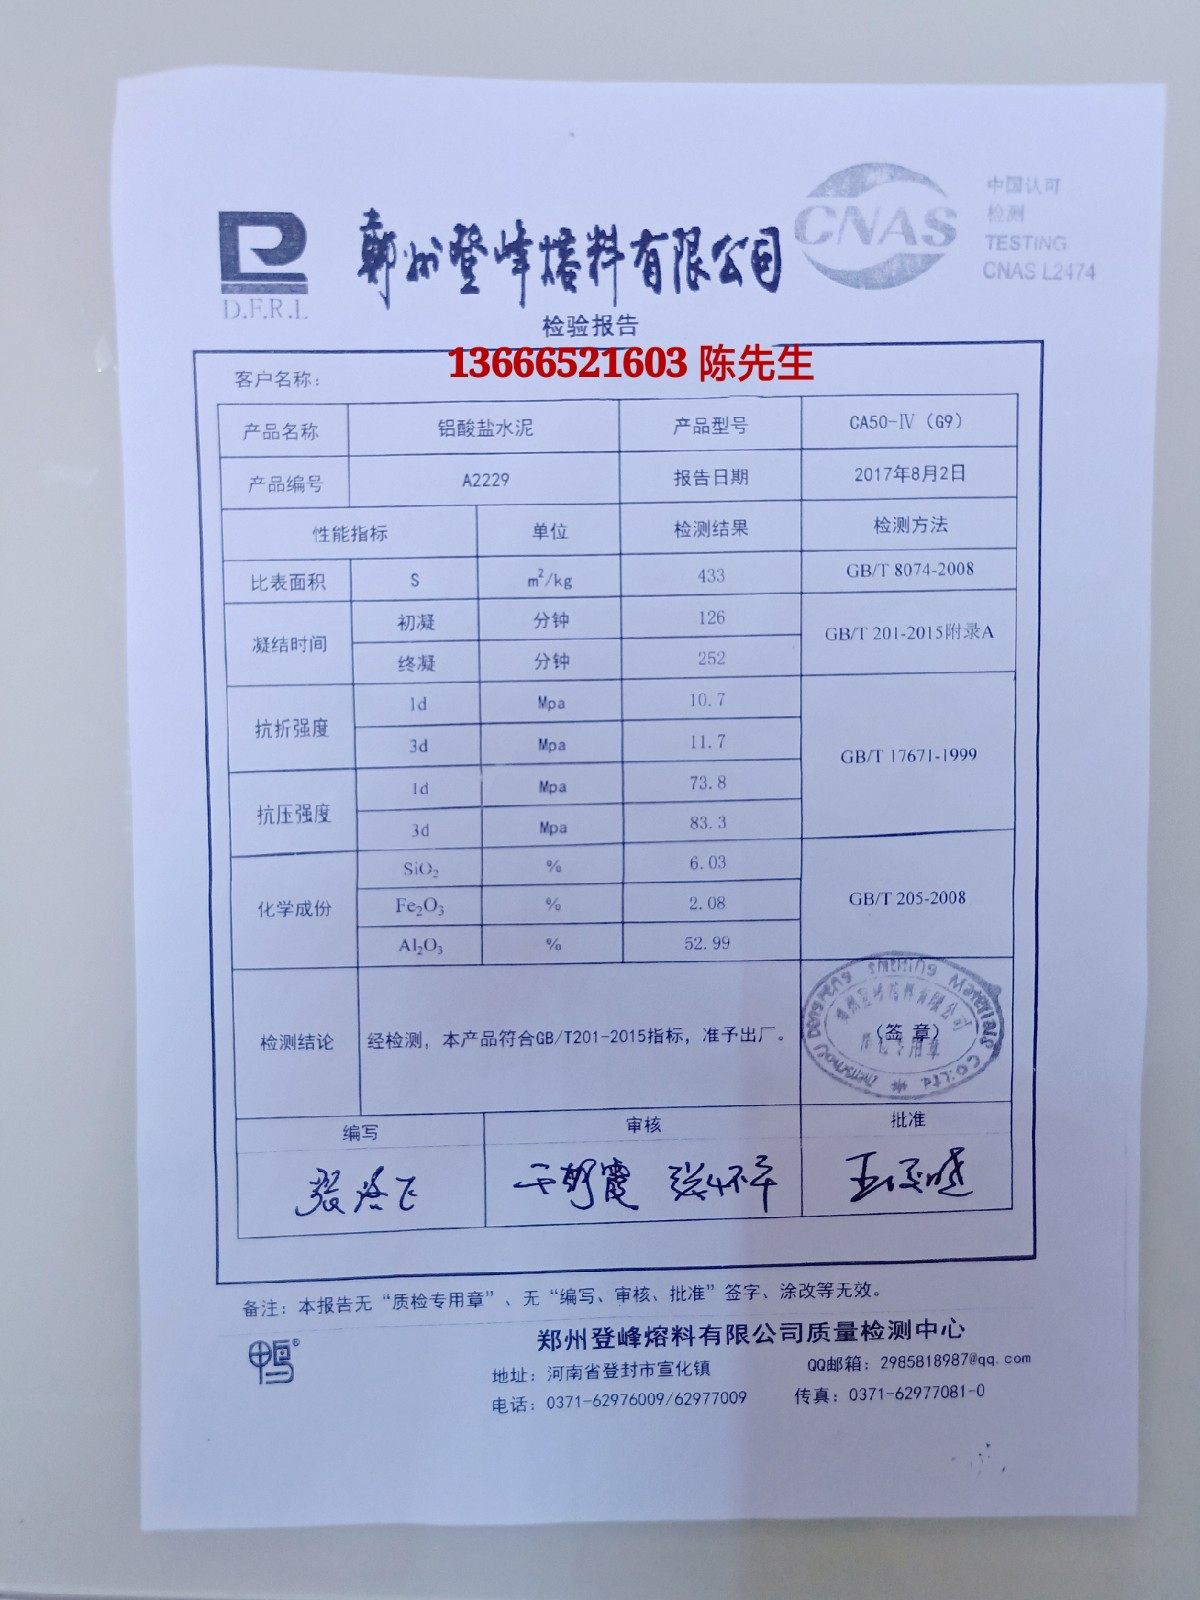 D.F.R.L
郑州登峰熔料有限公司
CNAS
中国认可
检测
TESTING
CNAS L2474
检验报告
13666521603 陈先生
客户名称：
产品名称 铝酸盐水泥 产品型号 CA50-Ⅳ（G9）
产品编号 A2229 报告日期 2017年8月2日
性能指标 单位 检测结果 检测方法
比表面积 S m²/kg 433 GB/T 8074-2008
凝结时间 初凝 分钟 126 GB/T 201-2015附录A
终凝 分钟 252
抗折强度 1d Mpa 10.7 GB/T 17671-1999
3d Mpa 11.7
抗压强度 1d Mpa 73.8
3d Mpa 83.3
化学成份 SiO₂ % 6.03 GB/T 205-2008
Fe₂O₃ % 2.08
Al₂O₃ % 52.99
检测结论 经检测，本产品符合GB/T201-2015指标，准予出厂。 （签 章）
郑州登峰熔料有限公司
专用章
编写 审核 批准
备注：本报告无“质检专用章”、无“编写、审核、批准”签字、涂改等无效。
郑州登峰熔料有限公司质量检测中心
地址：河南省登封市宣化镇 QQ邮箱：2985818987@qq.com
电话：0371-62976009/62977009 传真：0371-62977081-0